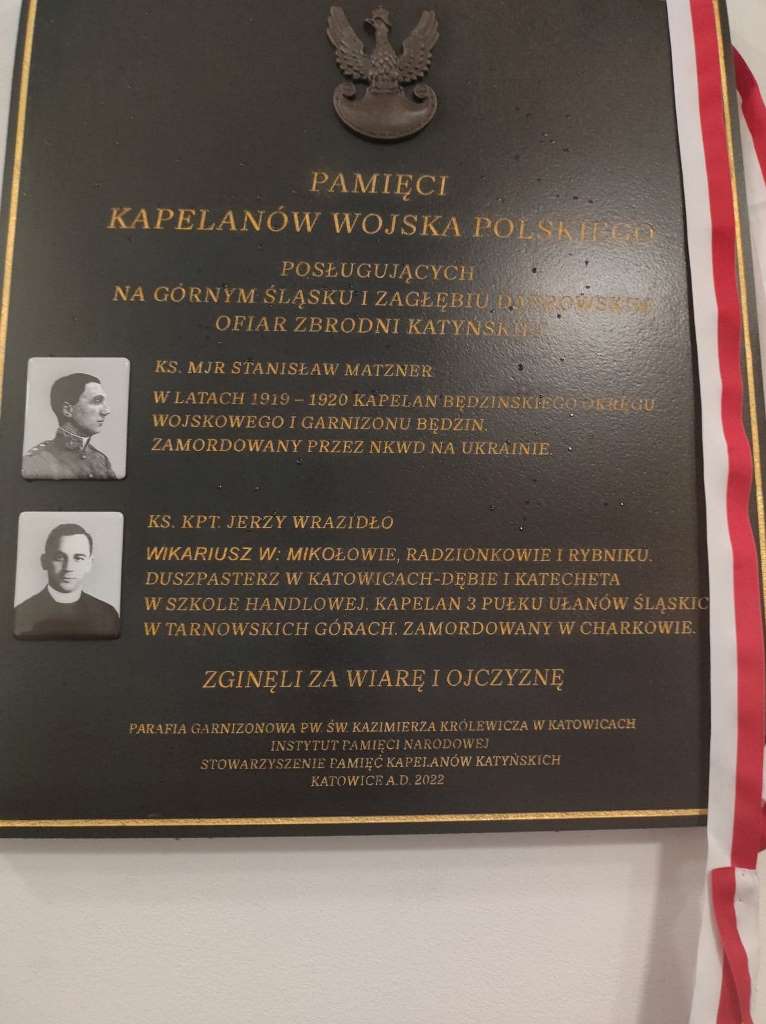 PAMIĘCI
KAPELANÓW WOJSKA POLSKIEGO
POSŁUGUJĄCYCH
NA GÓRNYM ŚLĄSKU I ZAGŁĘBIU
OFIAR ZBRODNI
KS. MJR STANISŁAW MATZNER
W LATACH 1919 – 1920 KAPELAN BĘDZIŃSKIEGO OKRĘGU
WOJSKOWEGO I GARNIZONU BĘDZIN.
ZAMORDOWANY PRZEZ NKWD NA UKRAINIE.
KS. KPT. JERZY WRAZIDŁO
WIKARIUSZ W: MIKOŁOWIE, RADZIONKOWIE I RYBNIKU.
DUSZPASTERZ W KATOWICACH-DĘBIE I KATECHETA
W SZKOLE HANDLOWEJ. KAPELAN 3 PUŁKU UŁANÓW ŚLĄSKIC
W TARNOWSKICH GÓRACH. ZAMORDOWANY W CHARKOWIE.
ZGINĘLI ZA WIARĘ I OJCZYZNĘ
PARAFIA GARNIZONOWA PW. ŚW. KAZIMIERZA KRÓLEWICZA W KATOWICACH
INSTYTUT PAMIĘCI NARODOWEJ
STOWARZYSZENIE PAMIĘĆ KAPELANÓW KATYŃSKICH
KATOWICE A.D. 2022